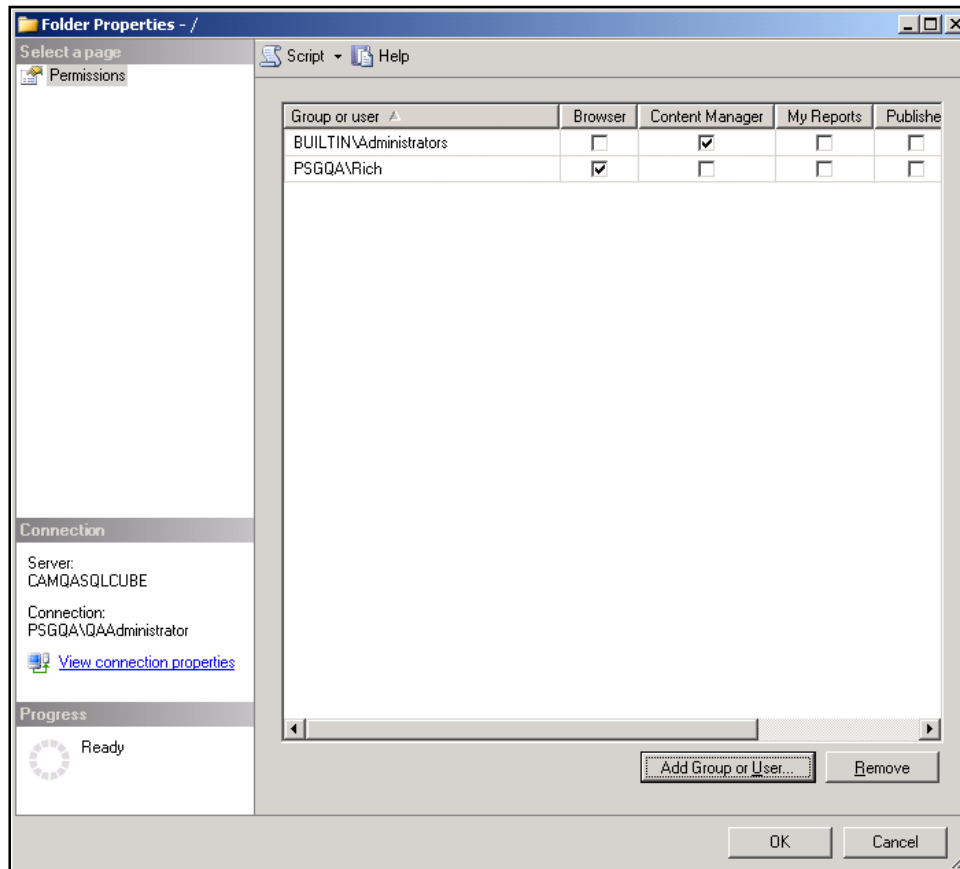 Folder Properties - /
Select a page
Permissions
Script Help
Group or user Browser Content Manager My Reports Publishe
BUILTIN\Administrators
PSGQA\Rich
Connection
Server:
CAMQASQLCUBE
Connection:
PSGQA\QAAdministrator
View connection properties
Progress
Ready
Add Group or User... Remove
OK Cancel